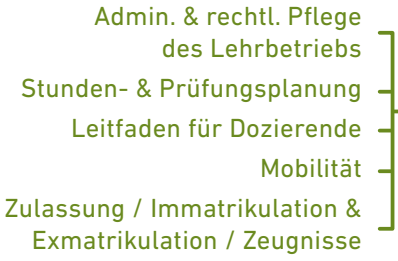 Admin. & rechtl. Pflege
des Lehrbetriebs
Stunden- & Prüfungsplanung
Leitfaden für Dozierende
Mobilität
Zulassung / Immatrikulation &
Exmatrikulation / Zeugnisse